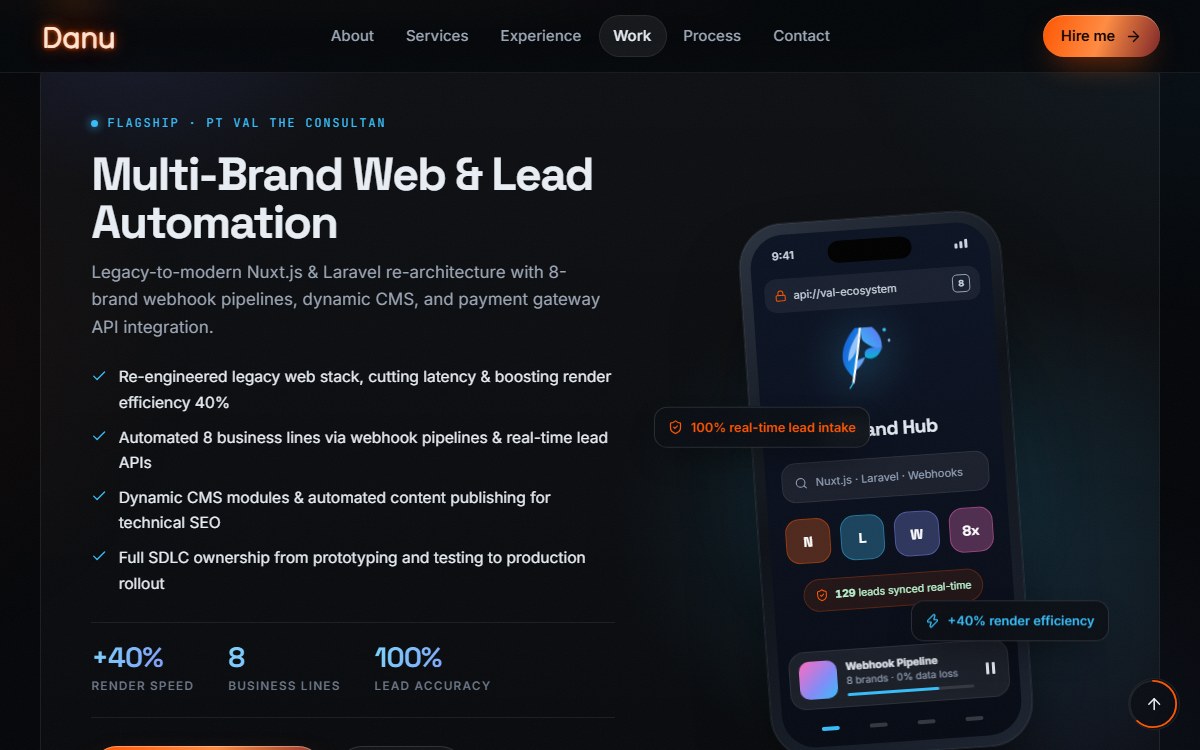 Danu
About
Services
Experience
Work
Process
Contact
Hire me
FLAGSHIP · PT VAL THE CONSULTAN
Multi-Brand Web & Lead
Automation
Legacy-to-modern Nuxt.js & Laravel re-architecture with 8-
brand webhook pipelines, dynamic CMS, and payment gateway
API integration.
Re-engineered legacy web stack, cutting latency & boosting render
efficiency 40%
Automated 8 business lines via webhook pipelines & real-time lead
APIs
Dynamic CMS modules & automated content publishing for
technical SEO
Full SDLC ownership from prototyping and testing to production
rollout
+40%
RENDER SPEED
8
BUSINESS LINES
100%
LEAD ACCURACY
9:41
api://val-ecosystem
8
100% real-time lead intake
and Hub
Nuxt.js · Laravel · Webhooks
N
L
W
8x
129 leads synced real-time
+40% render efficiency
Webhook Pipeline
8 brands · 0% data loss